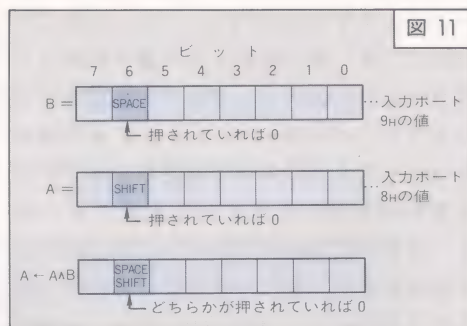 図 11
ビット
7 6 5 4 3 2 1 0
B = SPACE …入力ポート
9Hの値
押されていれば 0
A = SHIFT …入力ポート
8Hの値
押されていれば 0
A ← A∧B SPACE
SHIFT
どちらかが押されていれば 0